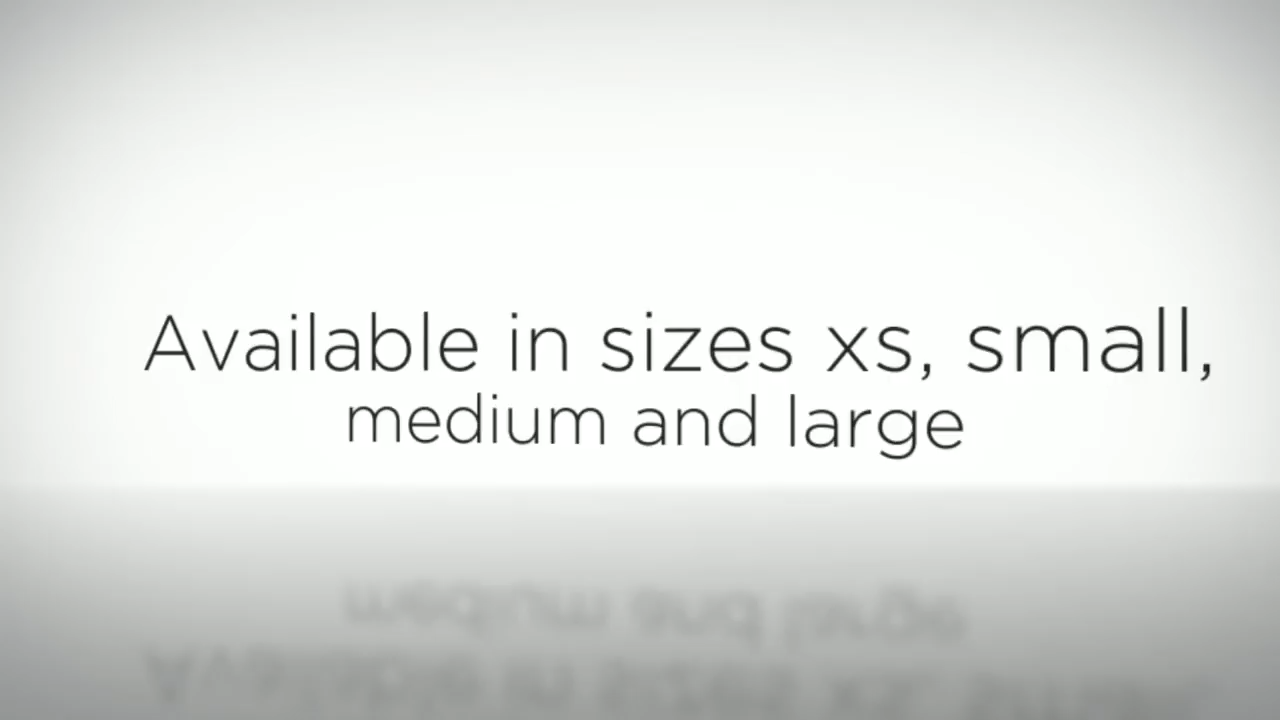 Available in sizes xs, small,
medium and large